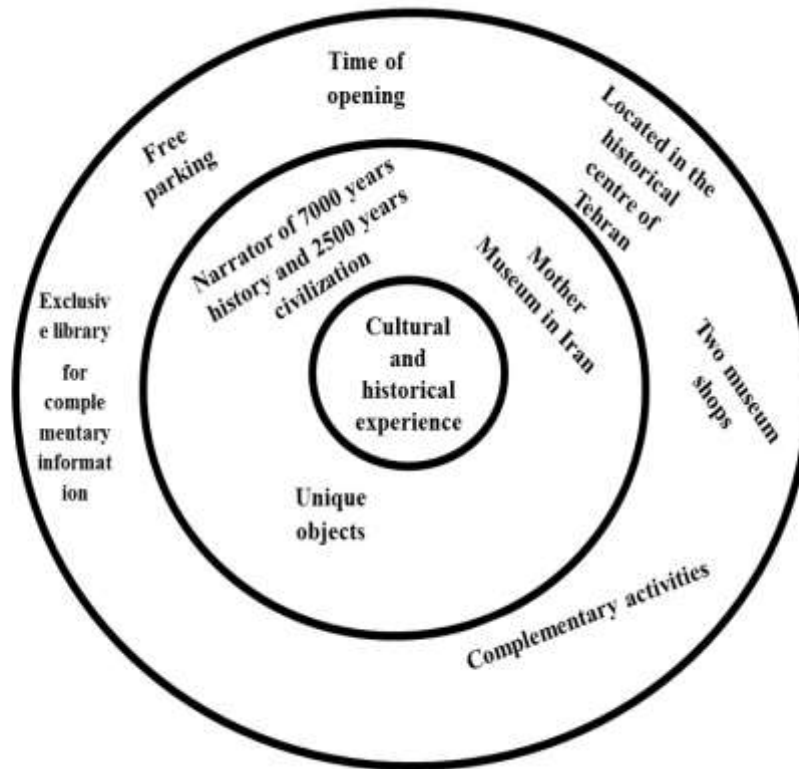 Time of
opening
Free
parking
Located in the
historical
centre of
Tehran
Narrator of 7000 years
history and 2500 years
civilization
Mother
Museum in Iran
Exclusiv
e library
for
comple
mentary
informat
ion
Cultural
and
historical
experience
Two museum
shops
Unique
objects
Complementary activities